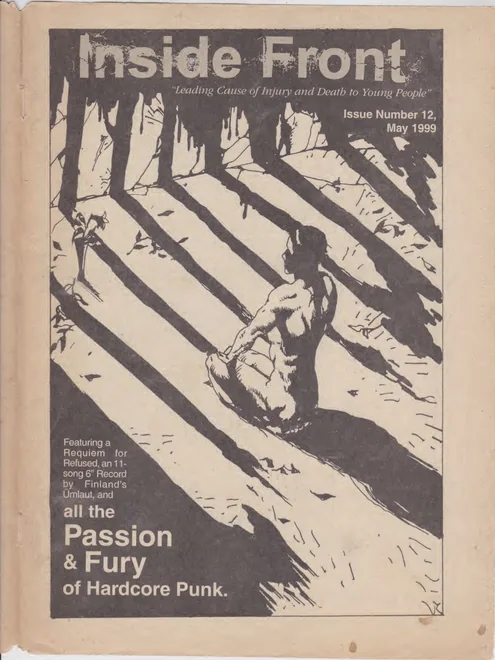 Inside Front
"Leading Cause of Injury and Death to Young People"
Issue Number 12,
May 1999
Featuring a
Requiem for
Refused, an 11-
song 6" Record
by Finland's
Umlaut, and
all the
Passion
& Fury
of Hardcore Punk.